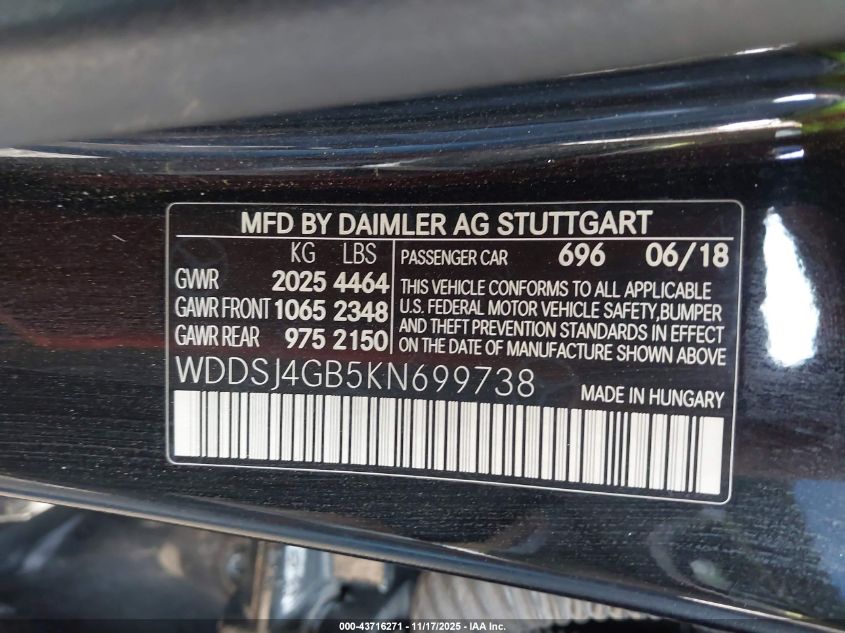 MFD BY DAIMLER AG STUTTGART
KG LBS
GVWR 2025 4464
GAWR FRONT 1065 2348
GAWR REAR 975 2150
PASSENGER CAR 696 06/18
THIS VEHICLE CONFORMS TO ALL APPLICABLE
U.S. FEDERAL MOTOR VEHICLE SAFETY,BUMPER
AND THEFT PREVENTION STANDARDS IN EFFECT
ON THE DATE OF MANUFACTURE SHOWN ABOVE
WDDSJ4GB5KN699738
MADE IN HUNGARY
000-43716271 - 11/17/2025 - IAA, Inc.